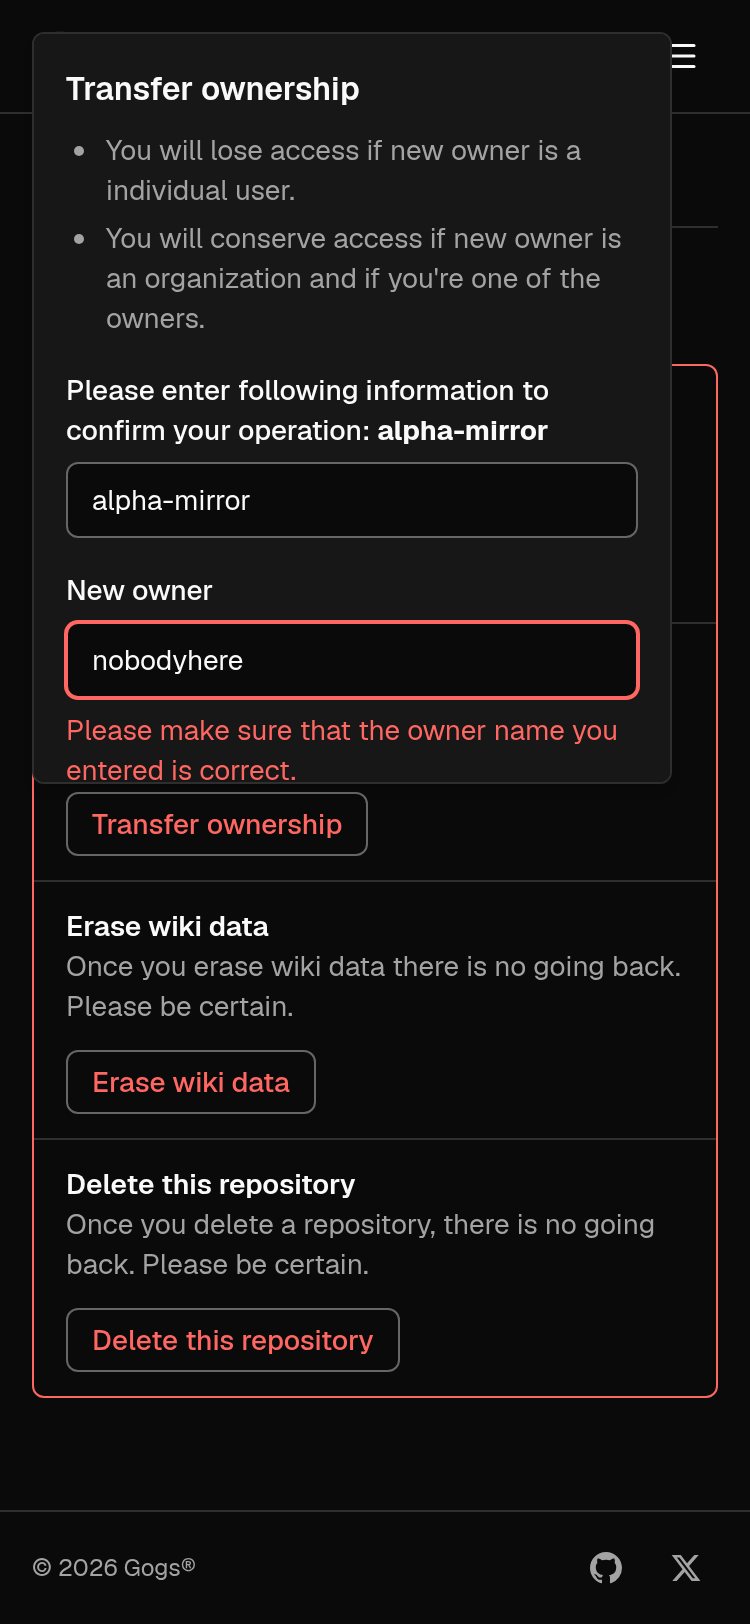 Transfer ownership
You will lose access if new owner is a
individual user.
You will conserve access if new owner is
an organization and if you're one of the
owners.
Please enter following information to
confirm your operation: alpha-mirror
alpha-mirror
New owner
nobodyhere
Please make sure that the owner name you
entered is correct.
Transfer ownership
Erase wiki data
Once you erase wiki data there is no going back.
Please be certain.
Erase wiki data
Delete this repository
Once you delete a repository, there is no going
back. Please be certain.
Delete this repository
© 2026 Gogs®